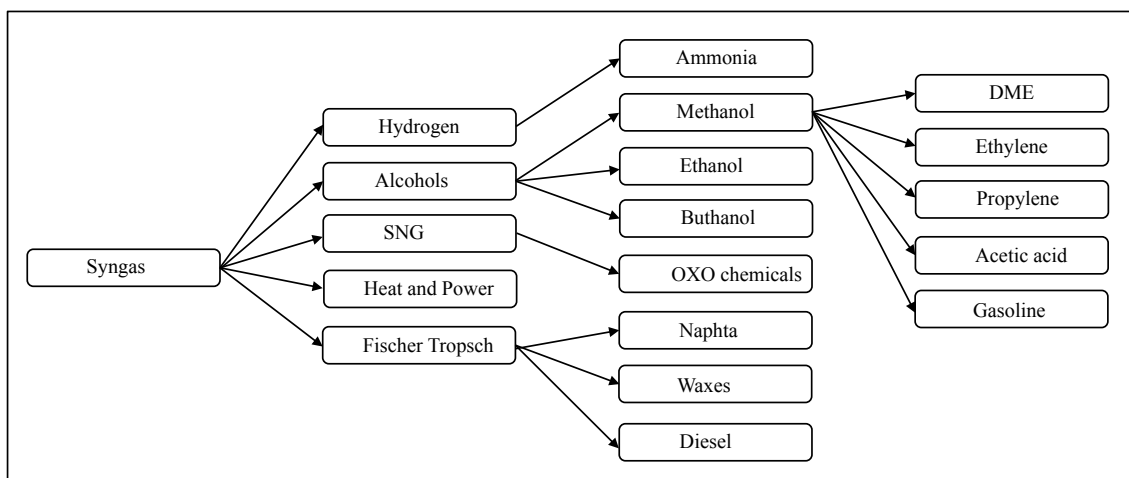 Syngas
Hydrogen
Alcohols
SNG
Heat and Power
Fischer Tropsch
Ammonia
Methanol
Ethanol
Buthanol
OXO chemicals
Naphta
Waxes
Diesel
DME
Ethylene
Propylene
Acetic acid
Gasoline